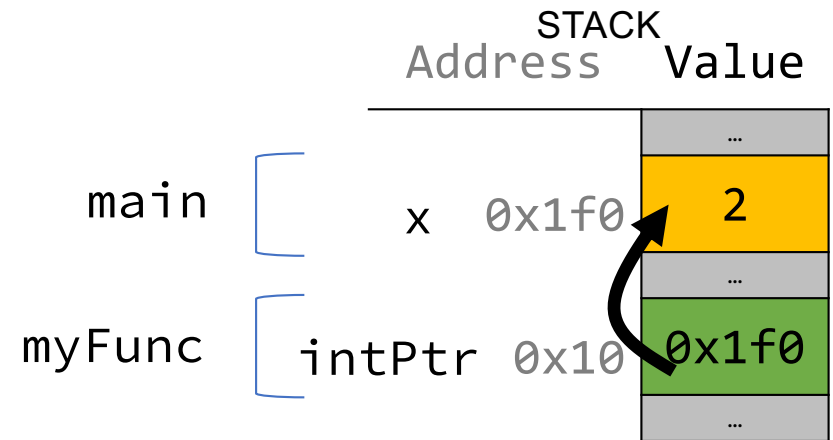 STACK
Address Value
…
main x 0x1f0 2
…
myFunc intPtr 0x10 0x1f0
…